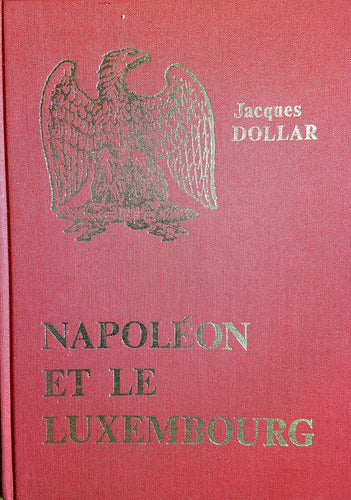 Jacques
DOLLAR
NAPOLÉON
ET LE
LUXEMBOURG